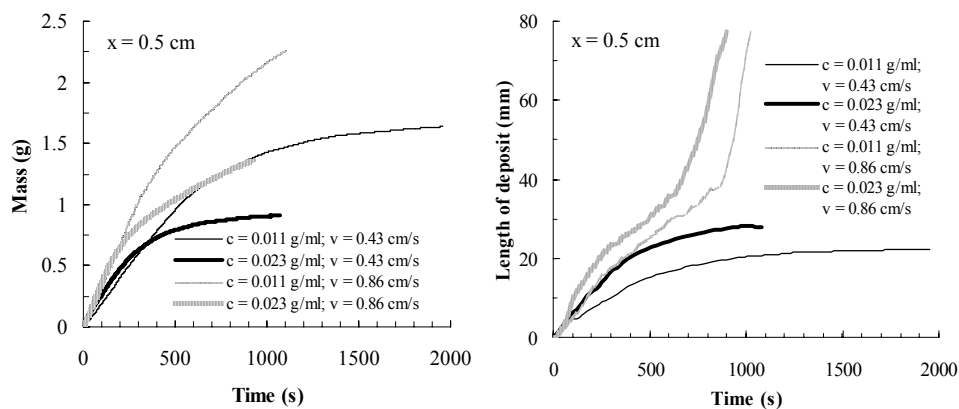 x = 0.5 cm
2.5
2
1.5
1
0.5
0
Mass (g)
c = 0.011 g/ml; v = 0.43 cm/s
c = 0.023 g/ml; v = 0.43 cm/s
c = 0.011 g/ml; v = 0.86 cm/s
c = 0.023 g/ml; v = 0.86 cm/s
0 500 1000 1500 2000
Time (s)
x = 0.5 cm
80
60
40
20
0
Length of deposit (mm)
c = 0.011 g/ml;
v = 0.43 cm/s
c = 0.023 g/ml;
v = 0.43 cm/s
c = 0.011 g/ml;
v = 0.86 cm/s
c = 0.023 g/ml;
v = 0.86 cm/s
0 500 1000 1500 2000
Time (s)